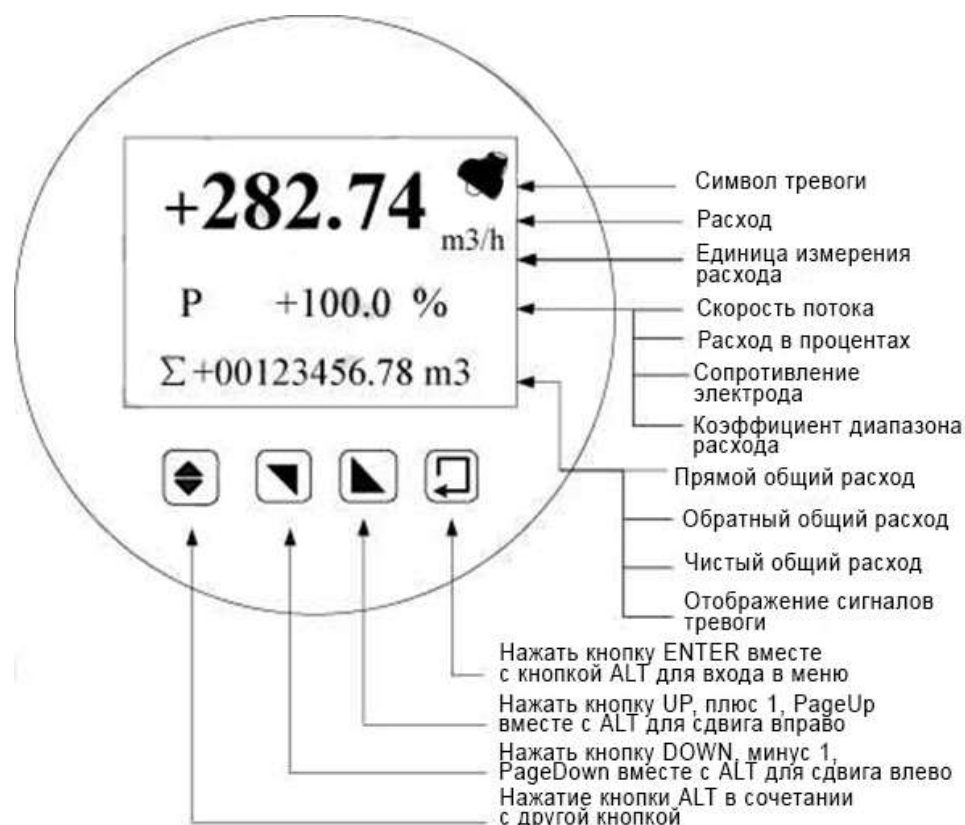 +282.74
m3/h
P +100.0 %
Σ+00123456.78 m3
Символ тревоги
Расход
Единица измерения
расхода
Скорость потока
Расход в процентах
Сопротивление
электрода
Коэффициент диапазона
расхода
Прямой общий расход
Обратный общий расход
Чистый общий расход
Отображение сигналов
тревоги
Нажать кнопку ENTER вместе
с кнопкой ALT для входа в меню
Нажать кнопку UP, плюс 1, PageUp
вместе с ALT для сдвига вправо
Нажать кнопку DOWN, минус 1,
PageDown вместе с ALT для сдвига влево
Нажатие кнопки ALT в сочетании
с другой кнопкой